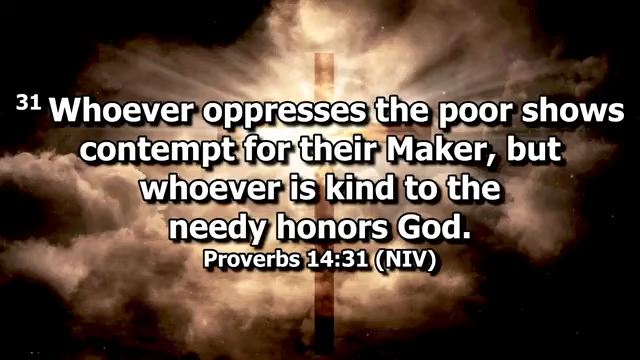 31 Whoever oppresses the poor shows
contempt for their Maker, but
whoever is kind to the
needy honors God.
Proverbs 14:31 (NIV)